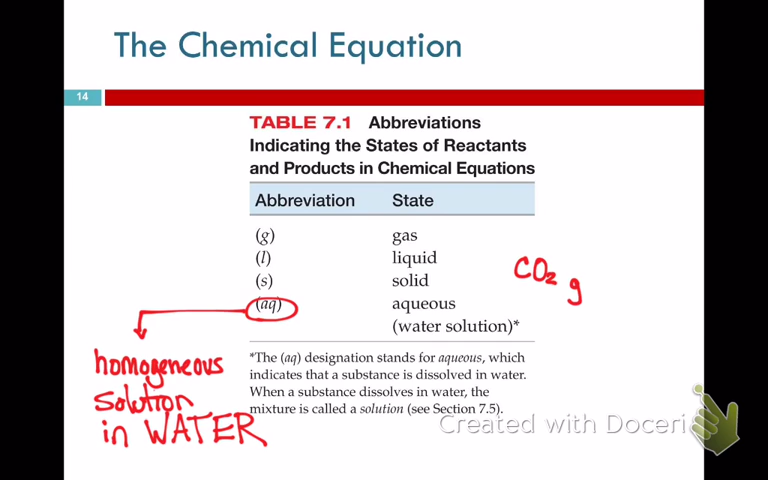 The Chemical Equation
14
TABLE 7.1 Abbreviations
Indicating the States of Reactants
and Products in Chemical Equations
Abbreviation State
(g) gas
(l) liquid
(s) solid
(aq) aqueous
(water solution)*
CO₂ g
*The (aq) designation stands for aqueous, which
indicates that a substance is dissolved in water.
When a substance dissolves in water, the
mixture is called a solution (see Section 7.5).
homogeneous
solution
in WATER
Created with Doceri